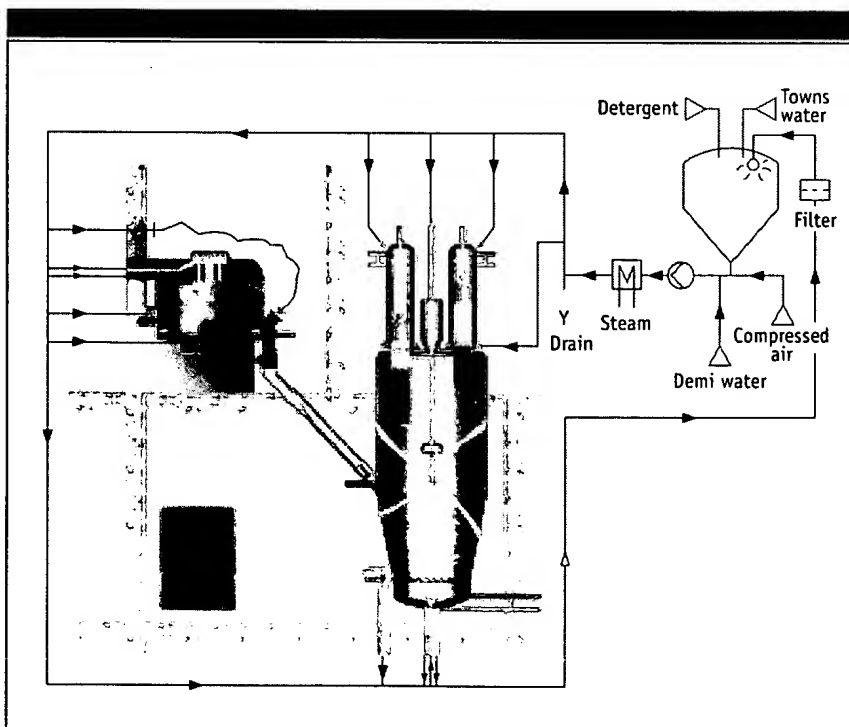 Detergent
Towns
water
Filter
M
Steam
Y
Drain
Compressed
air
Demi water